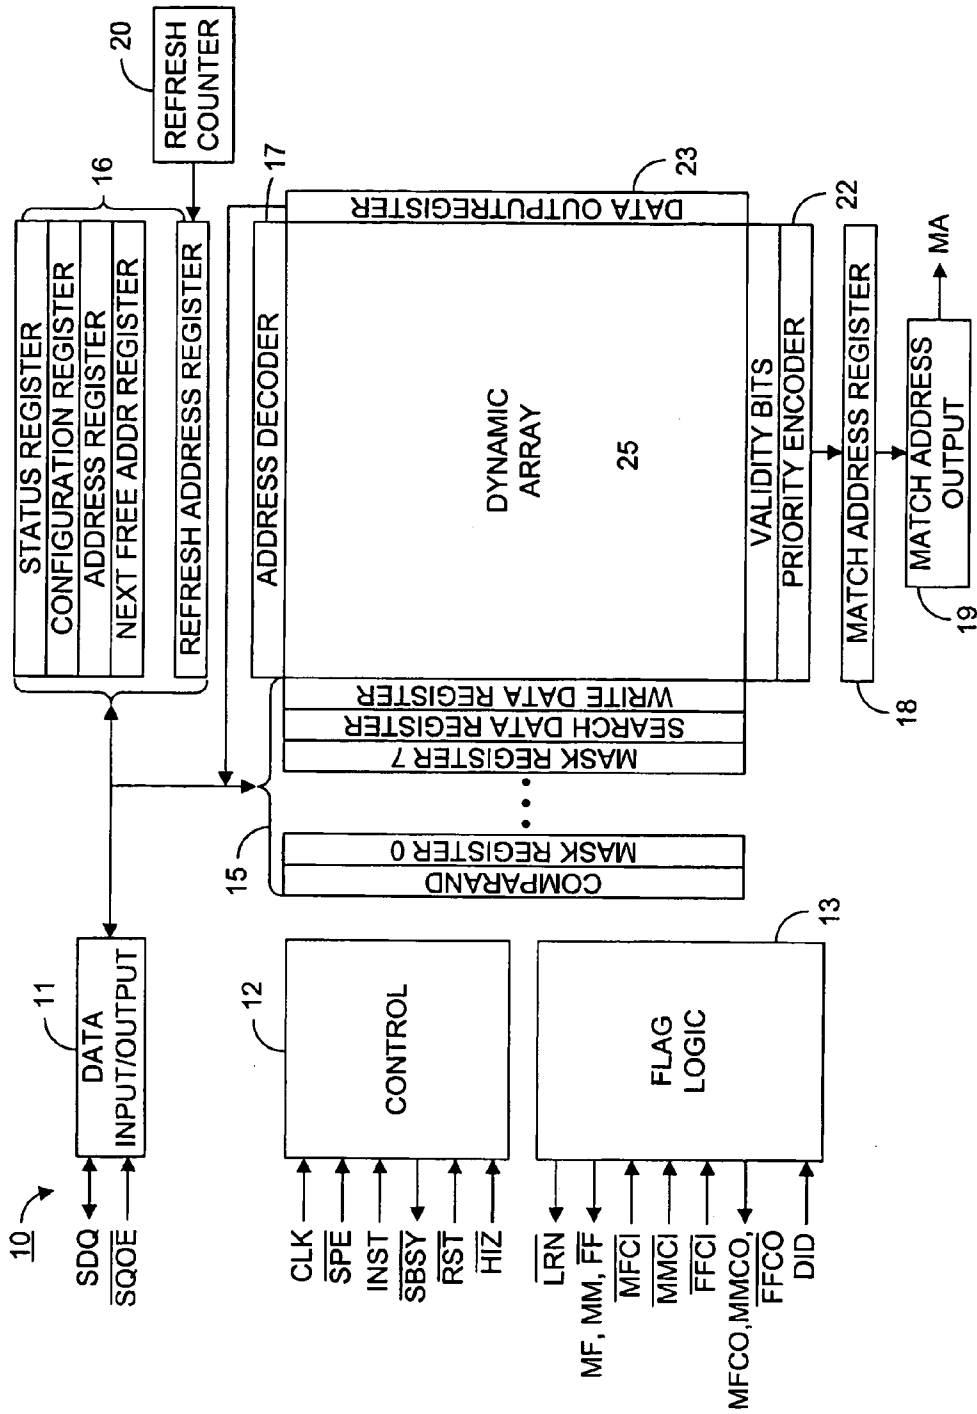 10
SDQ
SQOE
11
DATA
INPUT/OUTPUT
STATUS REGISTER
CONFIGURATION REGISTER
ADDRESS REGISTER
NEXT FREE ADDR REGISTER
REFRESH ADDRESS REGISTER
16
20
REFRESH
COUNTER
12
CLK
SPE
INST
SBSY
RST
HIZ
CONTROL
15
COMPARAND
MASK REGISTER 0
MASK REGISTER 7
SEARCH DATA REGISTER
WRITE DATA REGISTER
ADDRESS DECODER
17
DYNAMIC
ARRAY
25
DATA OUTPUTREGISTER
23
VALIDITY BITS
PRIORITY ENCODER
22
13
LRN
MF, MM, FF
MFCI
MMCI
FFCI
MFCO,MMCO,
FFCO
DID
FLAG
LOGIC
18
MATCH ADDRESS REGISTER
19
MATCH ADDRESS
OUTPUT
MA